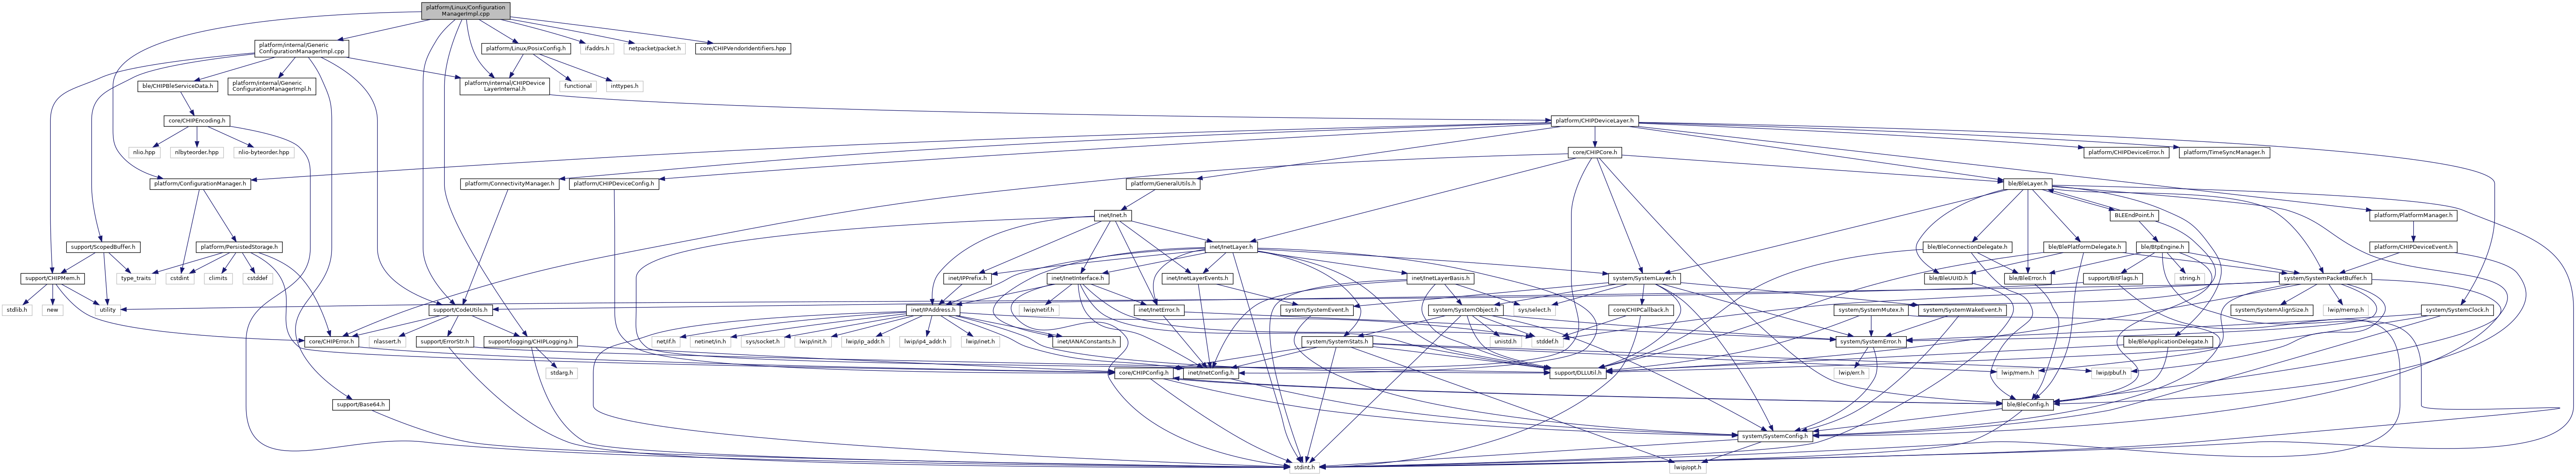 platform/Linux/Configuration
ManagerImpl.cpp
platform/internal/Generic
ConfigurationManagerImpl.cpp
platform/Linux/PosixConfig.h
ifaddrs.h
netpacket/packet.h
core/CHIPVendorIdentifiers.hpp
ble/CHIPBleServiceData.h
platform/internal/Generic
ConfigurationManagerImpl.h
platform/internal/CHIPDevice
LayerInternal.h
functional
inttypes.h
core/CHIPEncoding.h
platform/CHIPDeviceLayer.h
nlio.hpp
nlbyteorder.hpp
nlio-byteorder.hpp
core/CHIPCore.h
platform/CHIPDeviceError.h
platform/TimeSyncManager.h
platform/ConfigurationManager.h
platform/ConnectivityManager.h
platform/CHIPDeviceConfig.h
platform/GeneralUtils.h
ble/BleLayer.h
inet/Inet.h
BLEEndPoint.h
platform/PlatformManager.h
support/ScopedBuffer.h
platform/PersistedStorage.h
inet/InetLayer.h
ble/BleConnectionDelegate.h
ble/BlePlatformDelegate.h
ble/BtpEngine.h
platform/CHIPDeviceEvent.h
support/CHIPMem.h
type_traits
cstdint
climits
cstddef
inet/IPPrefix.h
inet/InetInterface.h
inet/InetLayerEvents.h
inet/InetLayerBasis.h
system/SystemLayer.h
ble/BleUUID.h
ble/BleError.h
support/BitFlags.h
string.h
system/SystemPacketBuffer.h
stdlib.h
new
utility
support/CodeUtils.h
inet/IPAddress.h
lwip/netif.h
inet/InetError.h
system/SystemEvent.h
system/SystemObject.h
sys/select.h
core/CHIPCallback.h
system/SystemMutex.h
system/SystemWakeEvent.h
system/SystemAlignSize.h
lwip/memp.h
system/SystemClock.h
core/CHIPError.h
nlassert.h
support/ErrorStr.h
support/logging/CHIPLogging.h
net/if.h
netinet/in.h
sys/socket.h
lwip/init.h
lwip/ip_addr.h
lwip/ip4_addr.h
lwip/inet.h
inet/IANAConstants.h
system/SystemStats.h
unistd.h
stddef.h
system/SystemError.h
ble/BleApplicationDelegate.h
stdarg.h
core/CHIPConfig.h
inet/InetConfig.h
support/DLLUtil.h
lwip/err.h
lwip/mem.h
lwip/pbuf.h
support/Base64.h
ble/BleConfig.h
system/SystemConfig.h
stdint.h
lwip/opt.h